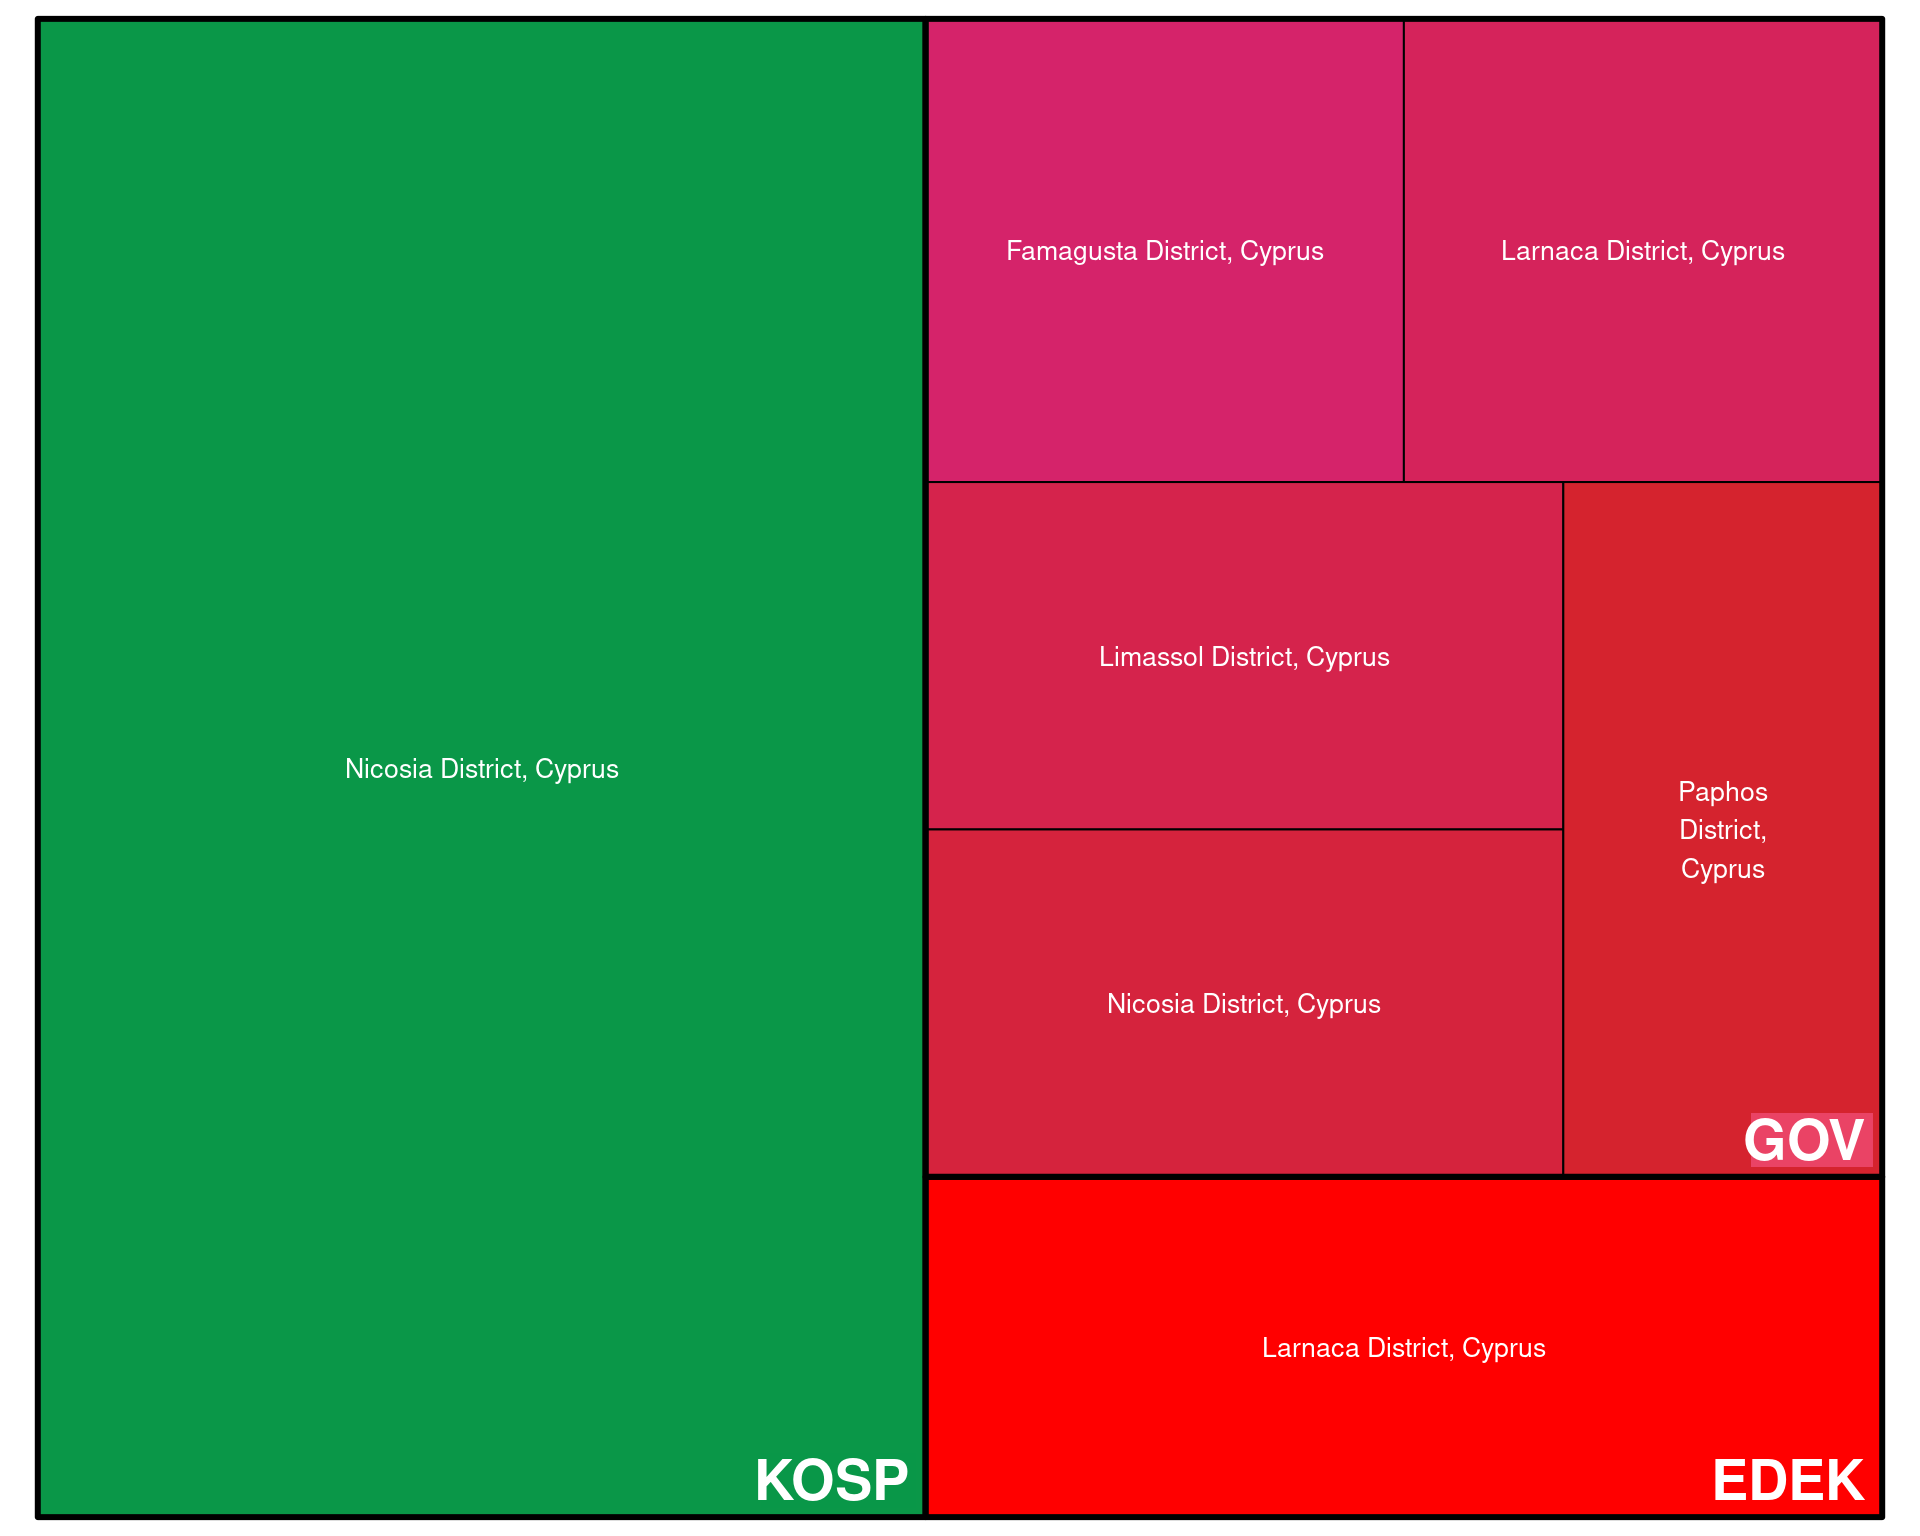 Famagusta District, Cyprus
Larnaca District, Cyprus
Limassol District, Cyprus
Nicosia District, Cyprus
Paphos
District,
Cyprus
Nicosia District, Cyprus
GOV
Larnaca District, Cyprus
KOSP
EDEK